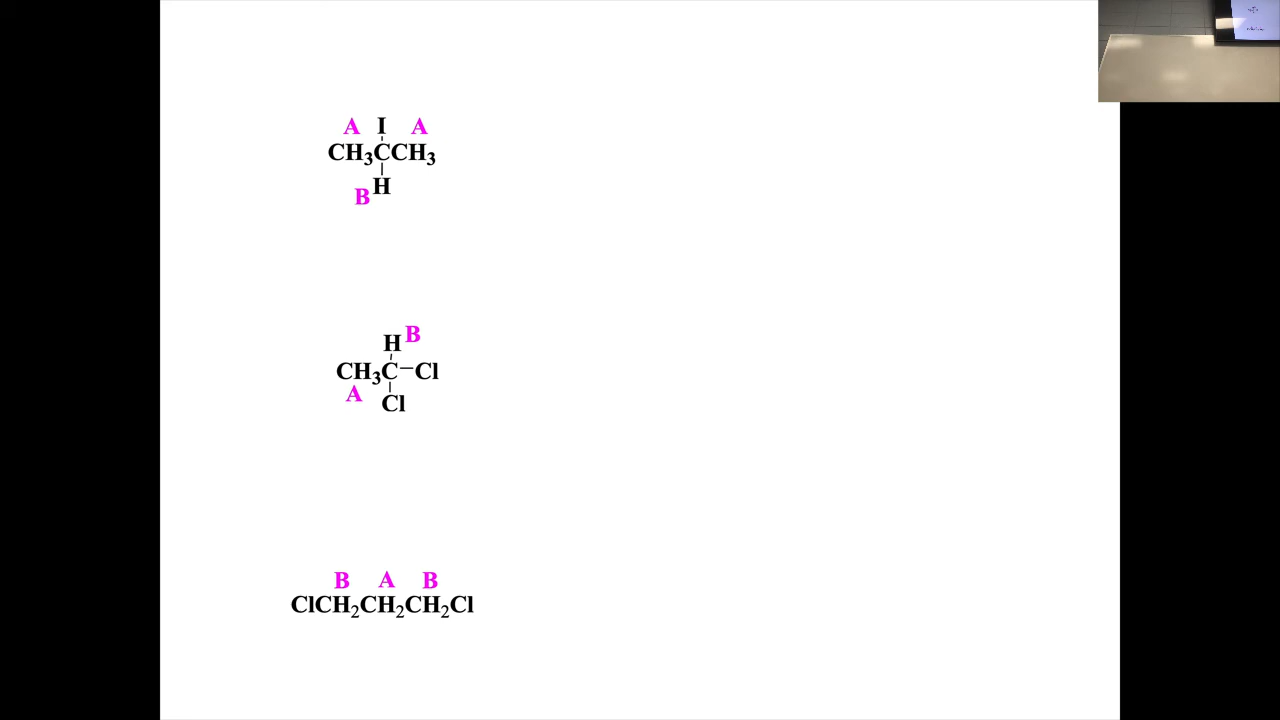 A I A
CH₃CCH₃
B H
H B
CH₃C–Cl
A Cl
B A B
ClCH₂CH₂CH₂Cl